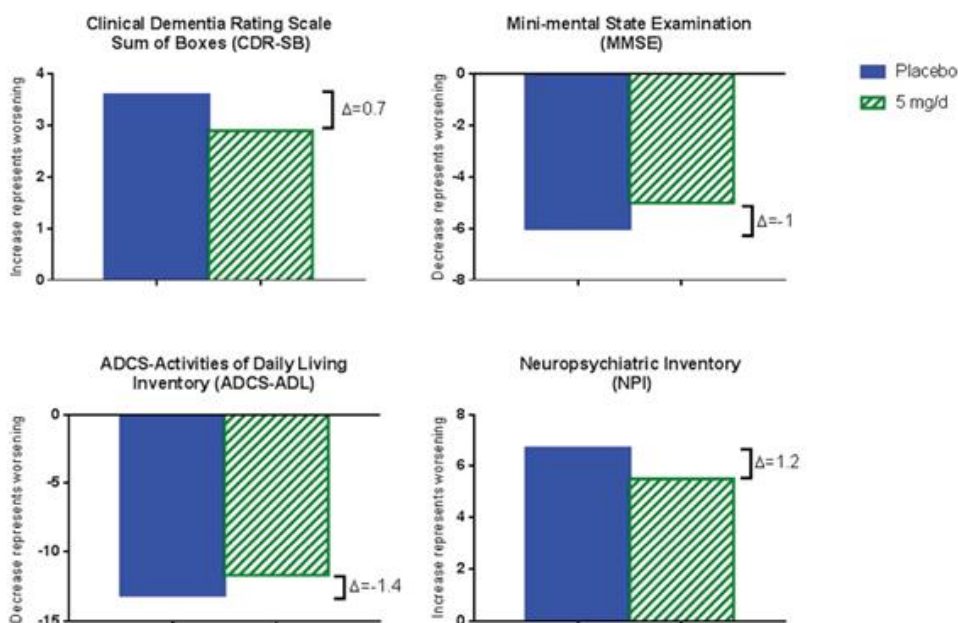 Clinical Dementia Rating Scale
Sum of Boxes (CDR-SB)
Increase represents worsening
4
3
2
1
0
Δ=0.7
Mini-mental State Examination
(MMSE)
Decrease represents worsening
0
-2
-4
-6
-8
Δ=-1
Placebo
5 mg/d
ADCS-Activities of Daily Living
Inventory (ADCS-ADL)
Decrease represents worsening
0
-5
-10
-15
Δ=-1.4
Neuropsychiatric Inventory
(NPI)
Increase represents worsening
8
6
4
2
0
Δ=1.2